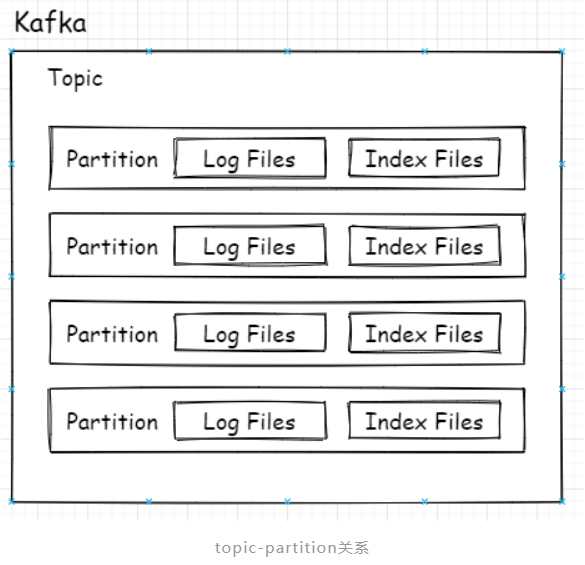 Kafka
Topic
Partition Log Files Index Files
Partition Log Files Index Files
Partition Log Files Index Files
Partition Log Files Index Files
topic-partition关系